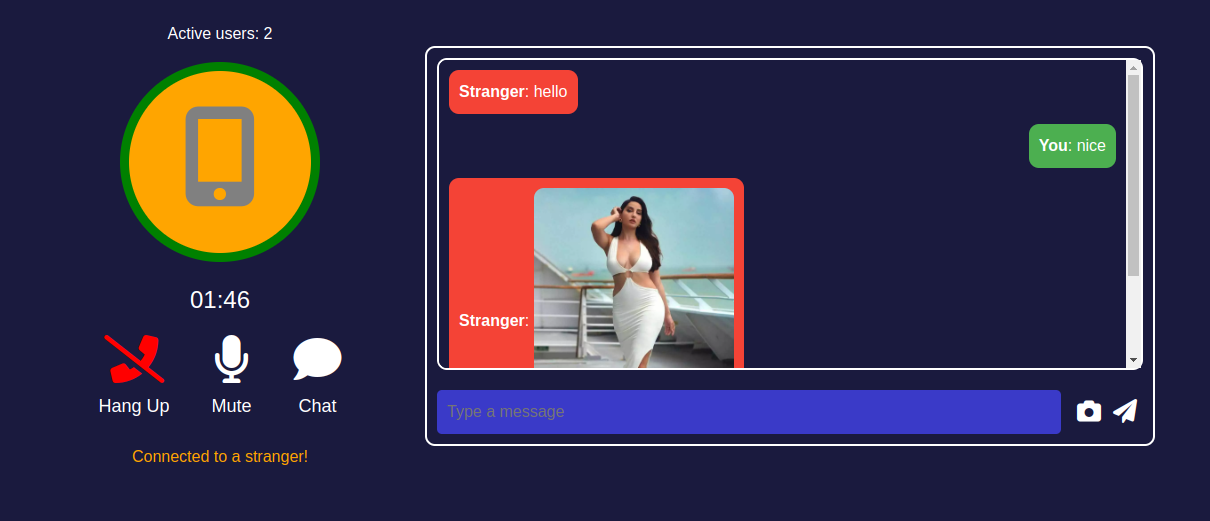 Active users: 2
01:46
Hang Up
Mute
Chat
Connected to a stranger!
Stranger: hello
You: nice
Stranger:
Type a message